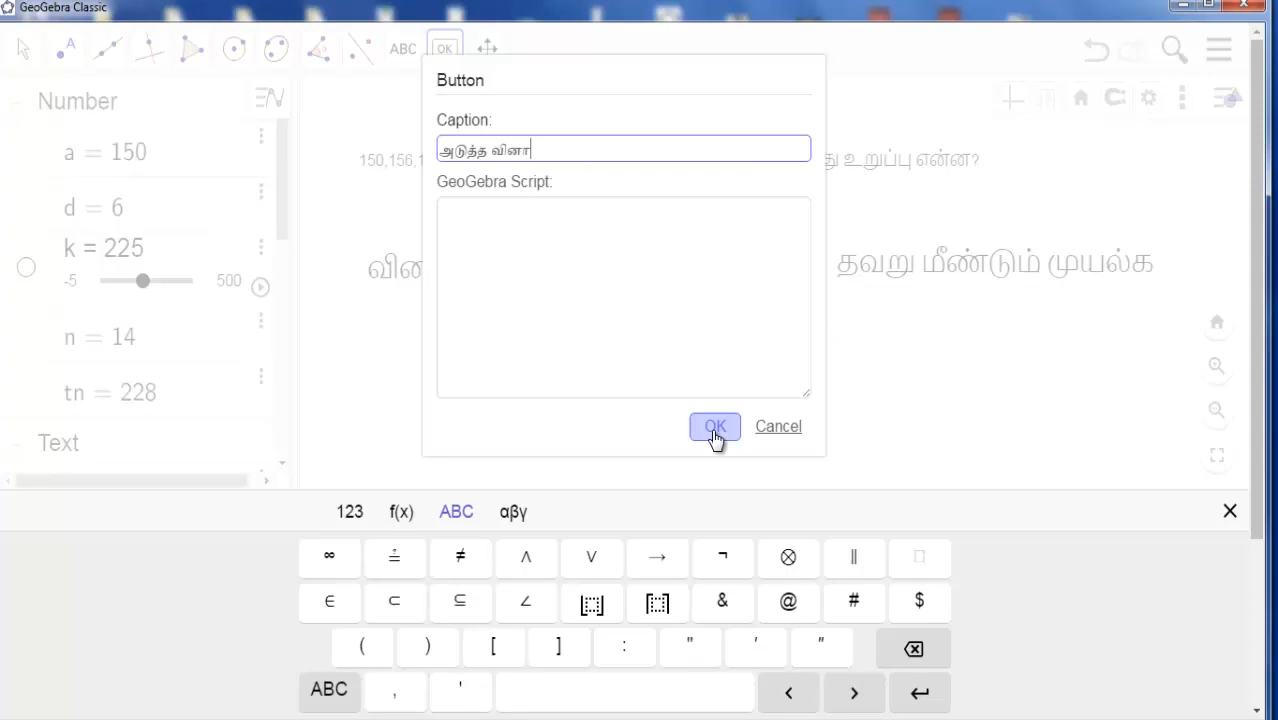 GeoGebra Classic
ABC
OK
Number
a = 150
d = 6
k = 225
-5
500
n = 14
tn = 228
Text
150,156,1
து உறுப்பு என்ன?
தவறு மீண்டும் முயல்க
Button
Caption:
அடுத்த வினா
GeoGebra Script:
OK
Cancel
123 f(x) ABC αβγ
∞ ≟ ≠ ∧ ∨ → ¬ ⊗ ∥
∈ ⊂ ⊆ ∠ & @ # $
( ) [ ] : " ′ ″
ABC , '